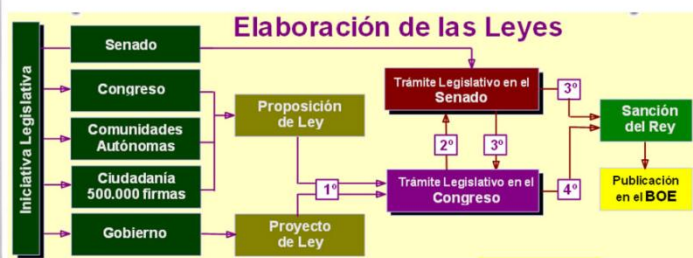 Elaboración de las Leyes
Iniciativa Legislativa
Senado
Congreso
Comunidades
Autónomas
Ciudadanía
500.000 firmas
Gobierno
Proposición
de Ley
Proyecto
de Ley
1º
Trámite Legislativo en el
Senado
2º
3º
Trámite Legislativo en el
Congreso
3º
4º
Sanción
del Rey
Publicación
en el BOE